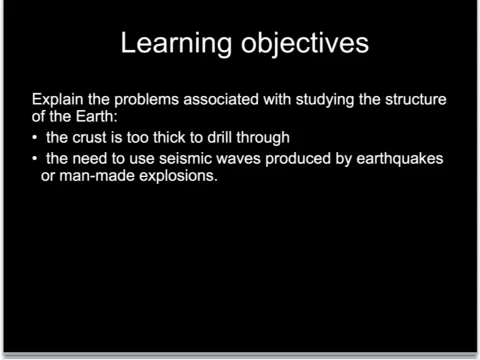 Learning objectives
Explain the problems associated with studying the structure
of the Earth:
• the crust is too thick to drill through
• the need to use seismic waves produced by earthquakes
or man-made explosions.